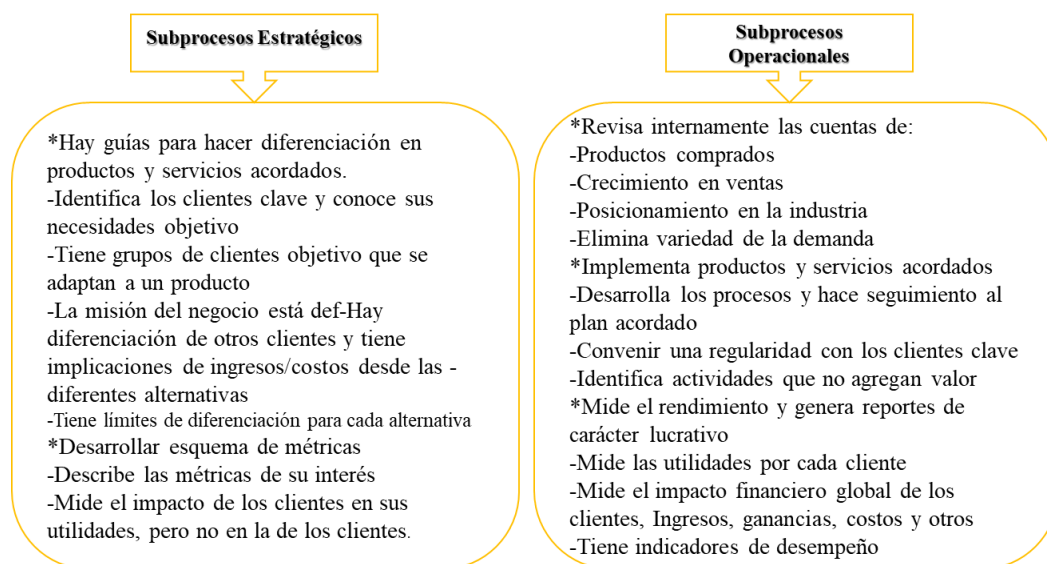 Subprocesos Estratégicos
*Hay guías para hacer diferenciación en
productos y servicios acordados.
-Identifica los clientes clave y conoce sus
necesidades objetivo
-Tiene grupos de clientes objetivo que se
adaptan a un producto
-La misión del negocio está def-Hay
diferenciación de otros clientes y tiene
implicaciones de ingresos/costos desde las -
diferentes alternativas
-Tiene límites de diferenciación para cada alternativa
*Desarrollar esquema de métricas
-Describe las métricas de su interés
-Mide el impacto de los clientes en sus
utilidades, pero no en la de los clientes.
Subprocesos
Operacionales
*Revisa internamente las cuentas de:
-Productos comprados
-Crecimiento en ventas
-Posicionamiento en la industria
-Elimina variedad de la demanda
*Implementa productos y servicios acordados
-Desarrolla los procesos y hace seguimiento al
plan acordado
-Convenir una regularidad con los clientes clave
-Identifica actividades que no agregan valor
*Mide el rendimiento y genera reportes de
carácter lucrativo
-Mide las utilidades por cada cliente
-Mide el impacto financiero global de los
clientes, Ingresos, ganancias, costos y otros
-Tiene indicadores de desempeño